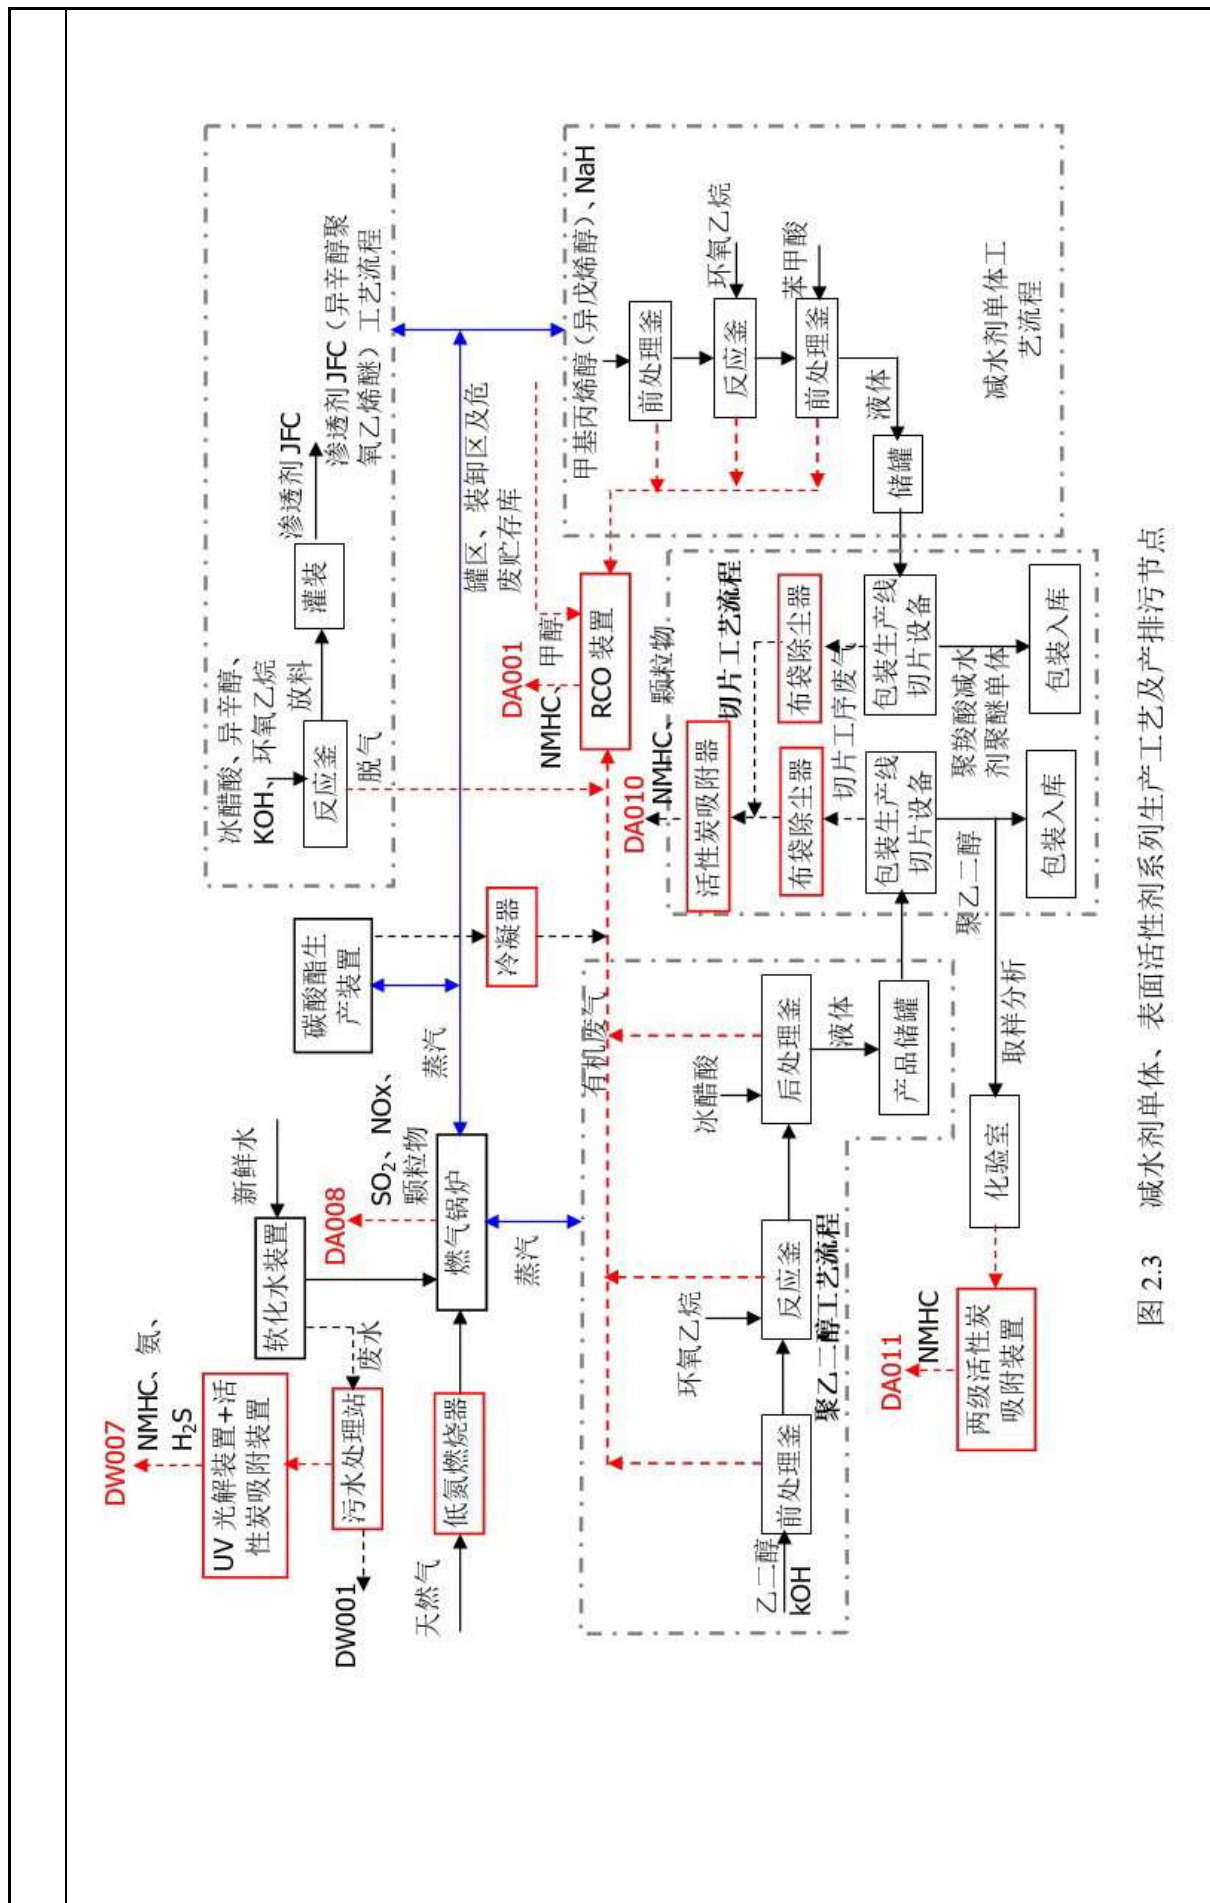 DW007
NMHC、氨、
H₂S
UV 光解装置+活
性炭吸附装置
污水处理站
DW001
废水
软化水装置
新鲜水
DA008
SO₂、NOx、
颗粒物
天然气
低氮燃烧器
燃气锅炉
蒸汽
蒸汽
碳酸酯生
产装置
冷凝器
冰醋酸、异辛醇、
KOH、环氧乙烷
反应釜
放料
脱气
灌装
渗透剂 JFC
渗透剂 JFC（异辛醇聚
氧乙烯醚）工艺流程
罐区、装卸区及危
废贮存库
DA001
NMHC、甲醇
RCO 装置
有机废气
乙二醇
kOH
前处理釜
环氧乙烷
反应釜
聚乙二醇工艺流程
冰醋酸
后处理釜
液体
产品储罐
DA010
NMHC、颗粒物
活性炭吸附器
切片工艺流程
布袋除尘器
布袋除尘器
切片工序废气
包装生产线
切片设备
包装生产线
切片设备
聚乙二醇
聚羧酸减水
剂聚醚单体
包装入库
包装入库
甲基丙烯醇（异戊烯醇）、NaH
前处理釜
环氧乙烷
反应釜
苯甲酸
前处理釜
液体
储罐
减水剂单体工
艺流程
取样分析
化验室
DA011
NMHC
两级活性炭
吸附装置
图 2.3 减水剂单体、表面活性剂系列生产工艺及产排污节点